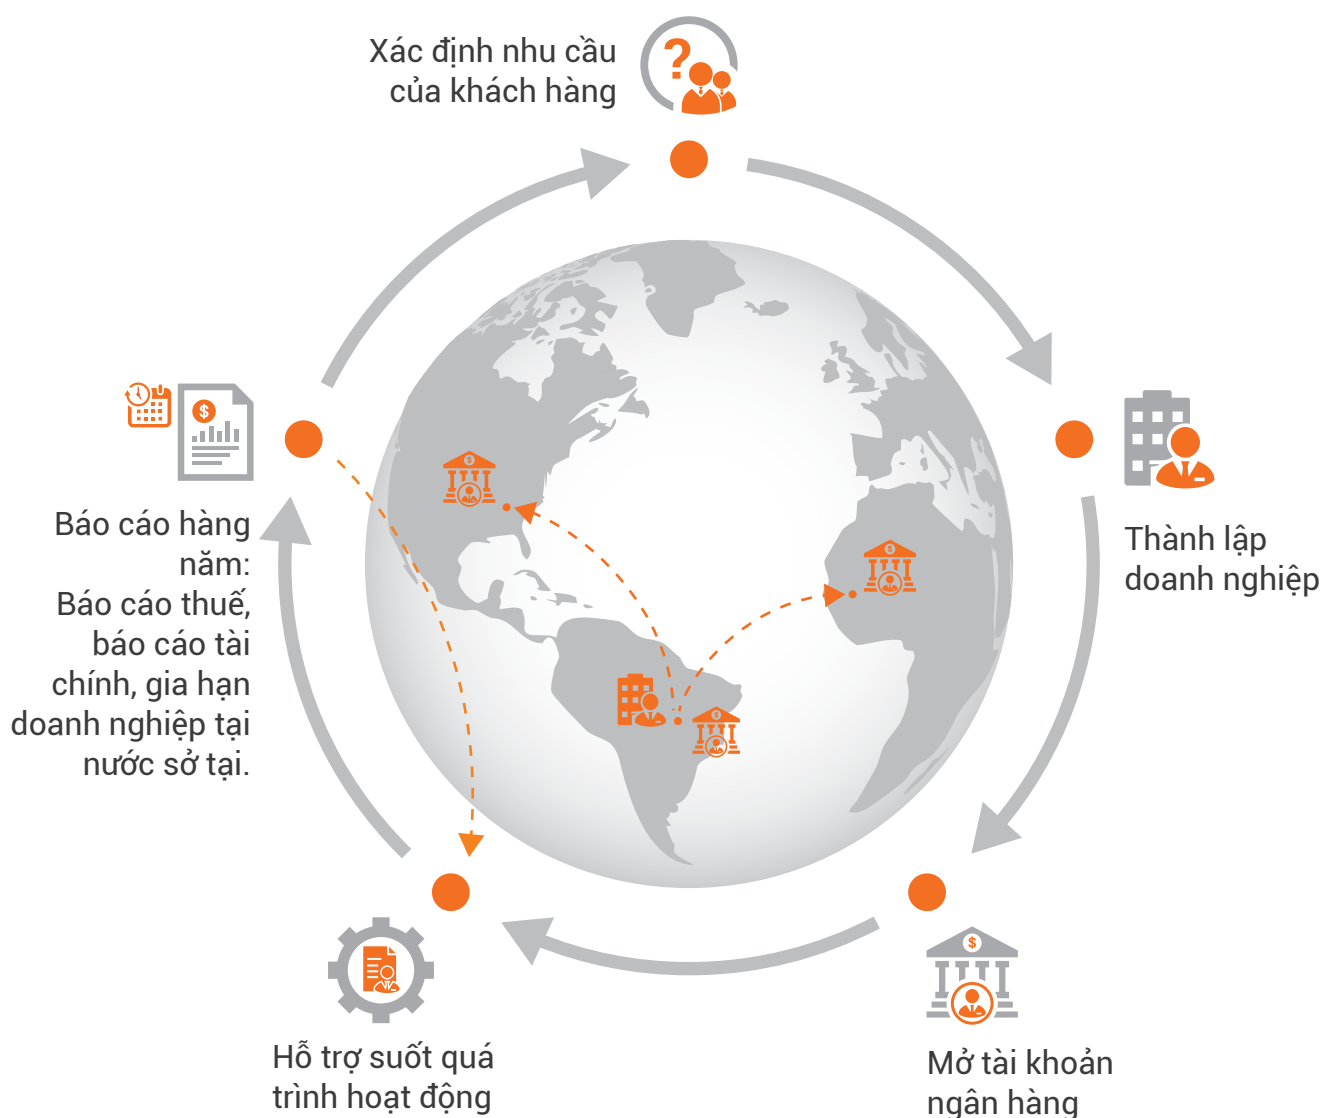 Xác định nhu cầu
của khách hàng
?
Thành lập
doanh nghiệp
Mở tài khoản
ngân hàng
Hỗ trợ suốt quá
trình hoạt động
Báo cáo hàng
năm:
Báo cáo thuế,
báo cáo tài
chính, gia hạn
doanh nghiệp tại
nước sở tại.
$
$
$
$
$